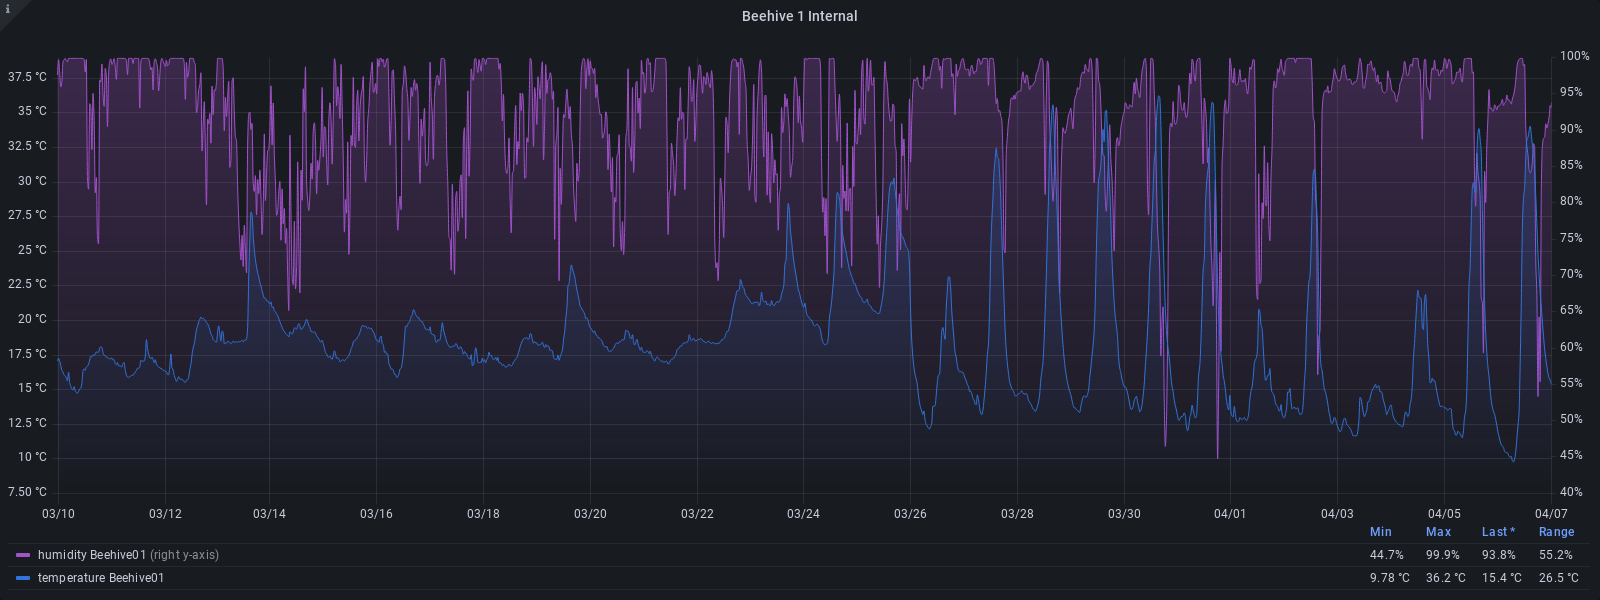 i
Beehive 1 Internal
37.5 °C
35 °C
32.5 °C
30 °C
27.5 °C
25 °C
22.5 °C
20 °C
17.5 °C
15 °C
12.5 °C
10 °C
7.50 °C
100%
95%
90%
85%
80%
75%
70%
65%
60%
55%
50%
45%
40%
03/10 03/12 03/14 03/16 03/18 03/20 03/22 03/24 03/26 03/28 03/30 04/01 04/03 04/05 04/07
Min Max Last * Range
humidity Beehive01 (right y-axis) 44.7% 99.9% 93.8% 55.2%
temperature Beehive01 9.78 °C 36.2 °C 15.4 °C 26.5 °C